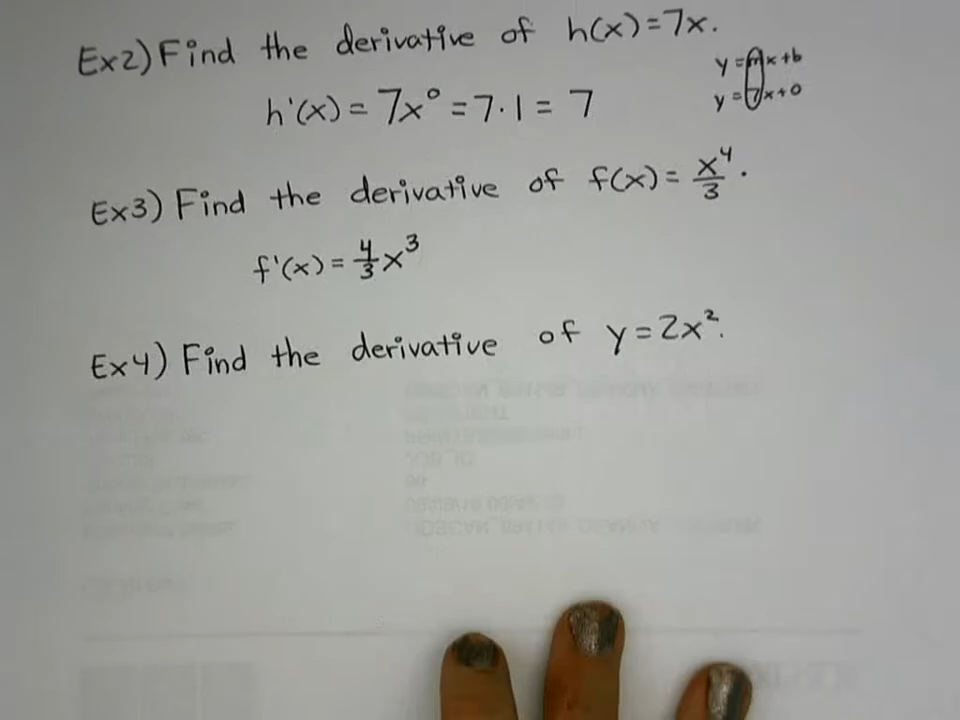 Ex2) Find the derivative of h(x)=7x.
y=mx+b
y=7x+0
h'(x) = 7x⁰ = 7·1 = 7
Ex3) Find the derivative of f(x)= x⁴/3.
f'(x) = 4/3 x³
Ex4) Find the derivative of y=2x².